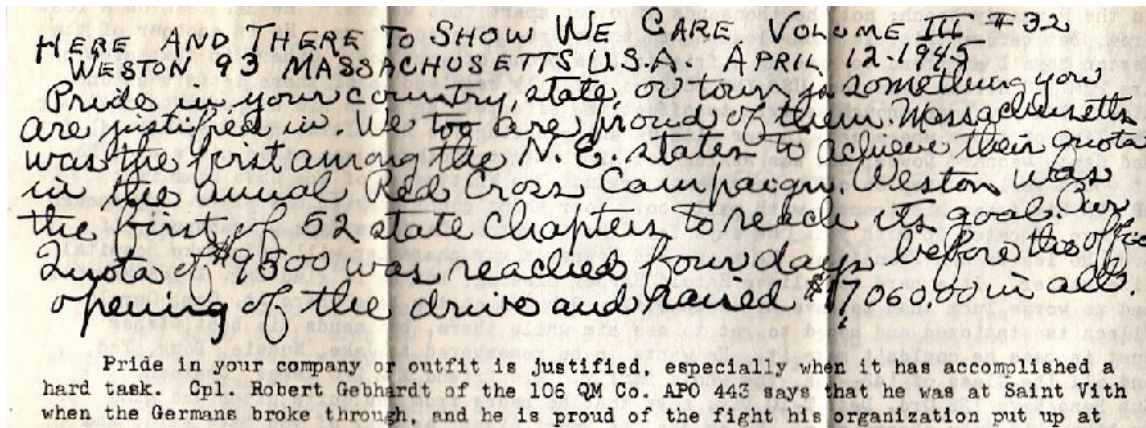 HERE AND THERE TO SHOW WE CARE VOLUME III #32
WESTON 93 MASSACHUSETTS U.S.A. APRIL 12-1945
Pride in your country, state, or town is something you
are justified in. We too are proud of them. Massachusetts
was the first among the N.E. states to achieve their quota
in the annual Red Cross Campaign. Weston was
the first of 52 state Chapters to reach its goal. Our
Quota of $9500 was reached four days before the official
opening of the drive and raised $17,060.00 in all.
Pride in your company or outfit is justified, especially when it has accomplished a
hard task. Cpl. Robert Gebhardt of the 106 QM Co. APO 443 says that he was at Saint Vith
when the Germans broke through, and he is proud of the fight his organization put up at